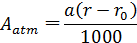 A_atm = a(r − r_0) / 1000